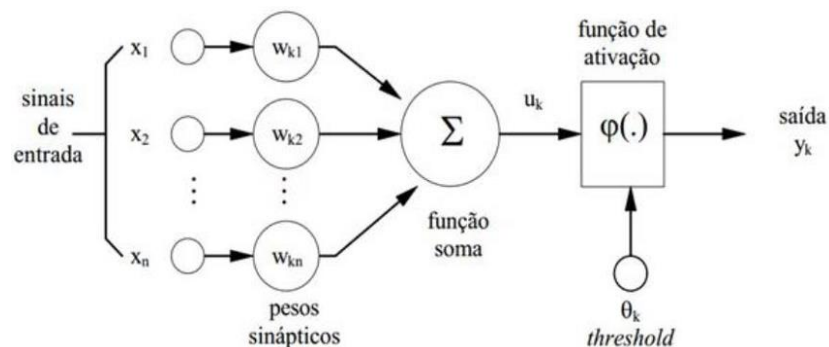 sinais
de
entrada
x₁
x₂
⋮
xₙ
wₖ₁
wₖ₂
⋮
wₖₙ
pesos
sinápticos
Σ
função
soma
uₖ
função de
ativação
φ(.)
θₖ
threshold
saída
yₖ